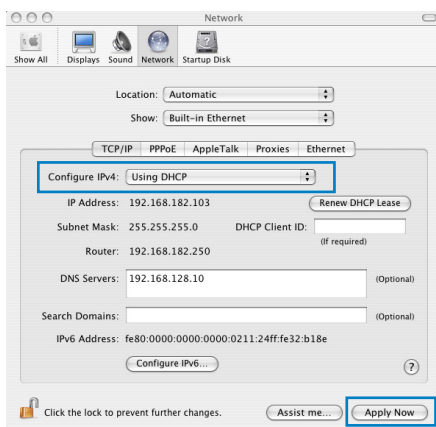 Network
Show All Displays Sound Network Startup Disk
Location: Automatic
Show: Built-in Ethernet
TCP/IP PPPoE AppleTalk Proxies Ethernet
Configure IPv4: Using DHCP
IP Address: 192.168.182.103 Renew DHCP Lease
Subnet Mask: 255.255.255.0 DHCP Client ID:
(If required)
Router: 192.168.182.250
DNS Servers: 192.168.128.10 (Optional)
Search Domains: (Optional)
IPv6 Address: fe80:0000:0000:0000:0211:24ff:fe32:b18e
Configure IPv6... ?
Click the lock to prevent further changes. Assist me... Apply Now